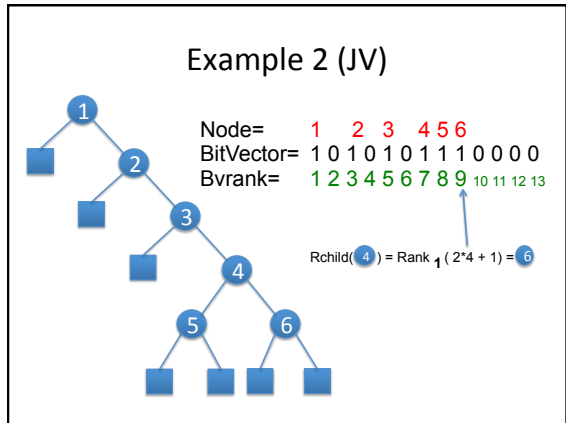 Example 2 (JV)
1
2
3
4
5
6
Node= 1 2 3 4 5 6
BitVector= 1 0 1 0 1 0 1 1 1 0 0 0 0
Bvrank= 1 2 3 4 5 6 7 8 9 10 11 12 13
Rchild( 4 ) = Rank 1 ( 2*4 + 1) = 6